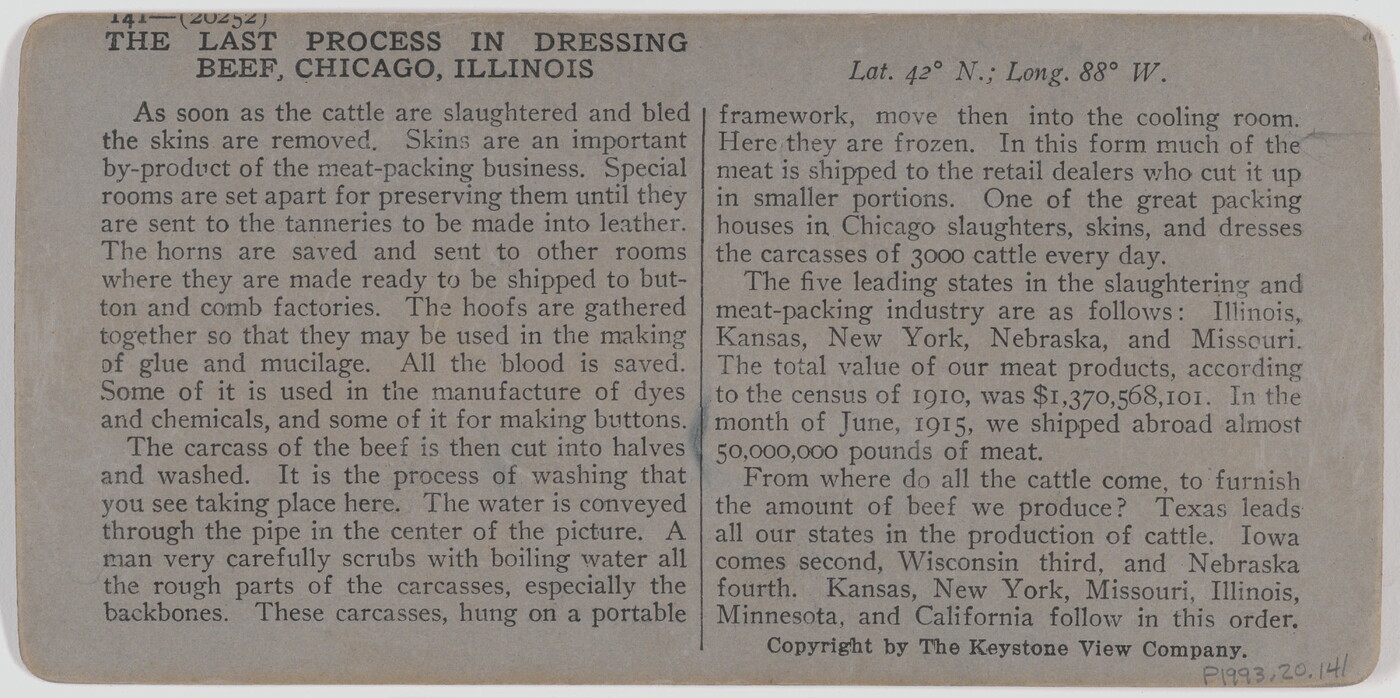 141—(20252)
THE LAST PROCESS IN DRESSING
BEEF, CHICAGO, ILLINOIS
As soon as the cattle are slaughtered and bled
the skins are removed. Skins are an important
by-product of the meat-packing business. Special
rooms are set apart for preserving them until they
are sent to the tanneries to be made into leather.
The horns are saved and sent to other rooms
where they are made ready to be shipped to but-
ton and comb factories. The hoofs are gathered
together so that they may be used in the making
of glue and mucilage. All the blood is saved.
Some of it is used in the manufacture of dyes
and chemicals, and some of it for making buttons.
The carcass of the beef is then cut into halves
and washed. It is the process of washing that
you see taking place here. The water is conveyed
through the pipe in the center of the picture. A
man very carefully scrubs with boiling water all
the rough parts of the carcasses, especially the
backbones. These carcasses, hung on a portable
Lat. 42° N.; Long. 88° W.
framework, move then into the cooling room.
Here they are frozen. In this form much of the
meat is shipped to the retail dealers who cut it up
in smaller portions. One of the great packing
houses in Chicago slaughters, skins, and dresses
the carcasses of 3000 cattle every day.
The five leading states in the slaughtering and
meat-packing industry are as follows: Illinois,
Kansas, New York, Nebraska, and Missouri.
The total value of our meat products, according
to the census of 1910, was $1,370,568,101. In the
month of June, 1915, we shipped abroad almost
50,000,000 pounds of meat.
From where do all the cattle come, to furnish
the amount of beef we produce? Texas leads
all our states in the production of cattle. Iowa
comes second, Wisconsin third, and Nebraska
fourth. Kansas, New York, Missouri, Illinois,
Minnesota, and California follow in this order.
Copyright by The Keystone View Company.
P1993.20.141